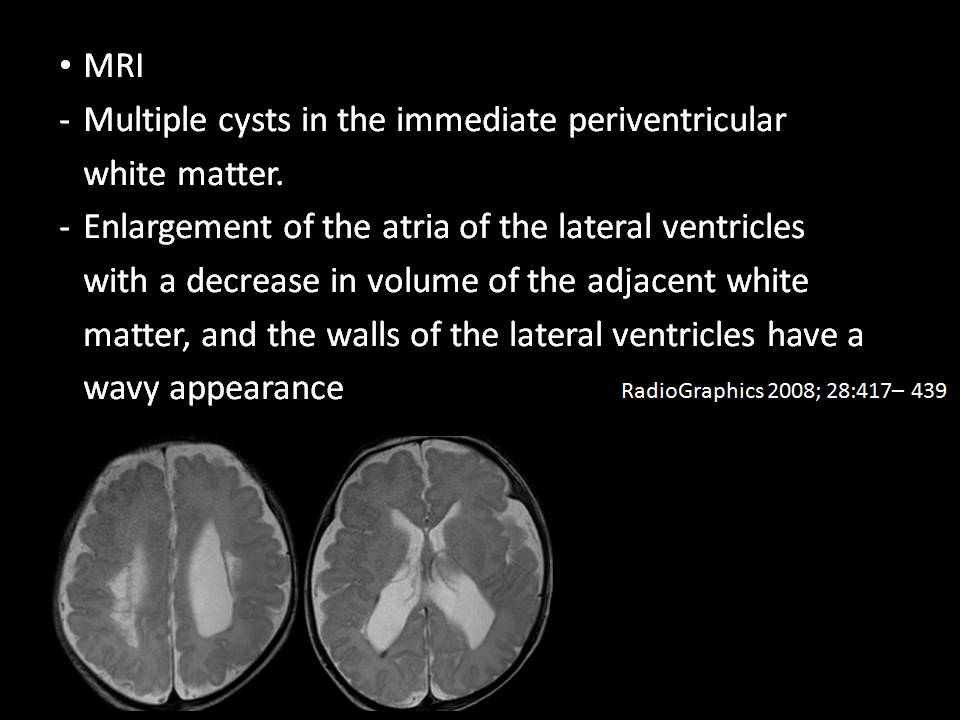 • MRI
- Multiple cysts in the immediate periventricular
white matter.
- Enlargement of the atria of the lateral ventricles
with a decrease in volume of the adjacent white
matter, and the walls of the lateral ventricles have a
wavy appearance
RadioGraphics 2008; 28:417– 439